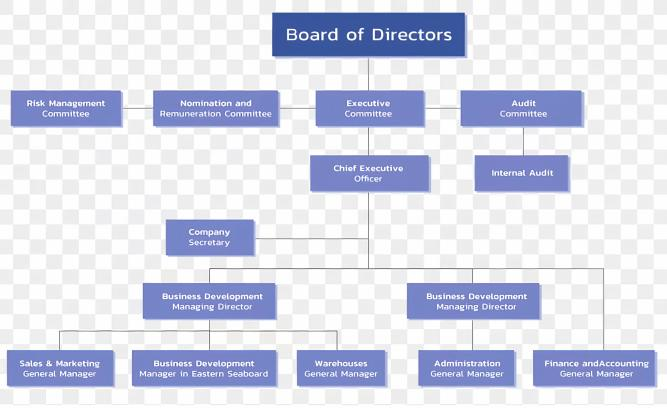 Board of Directors
Risk Management
Committee
Nomination and
Remuneration Committee
Executive
Committee
Audit
Committee
Chief Executive
Officer
Internal Audit
Company
Secretary
Business Development
Managing Director
Business Development
Managing Director
Sales & Marketing
General Manager
Business Development
Manager in Eastern Seaboard
Warehouses
General Manager
Administration
General Manager
Finance andAccounting
General Manager